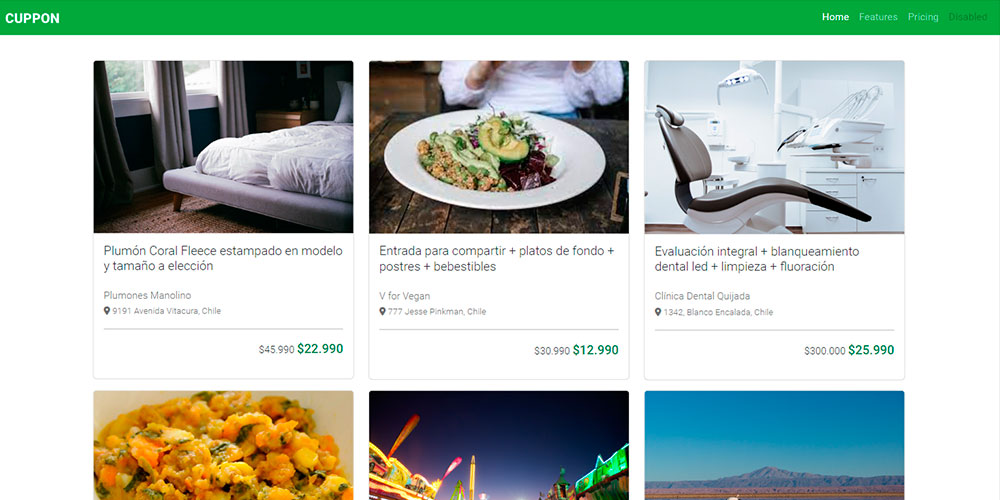 CUPPON
Home Features Pricing Disabled
Plumón Coral Fleece estampado en modelo
y tamaño a elección
Plumones Manolino
9191 Avenida Vitacura, Chile
$45.990 $22.990
Entrada para compartir + platos de fondo +
postres + bebestibles
V for Vegan
777 Jesse Pinkman, Chile
$30.990 $12.990
Evaluación integral + blanqueamiento
dental led + limpieza + fluoración
Clínica Dental Quijada
1342, Blanco Encalada, Chile
$300.000 $25.990